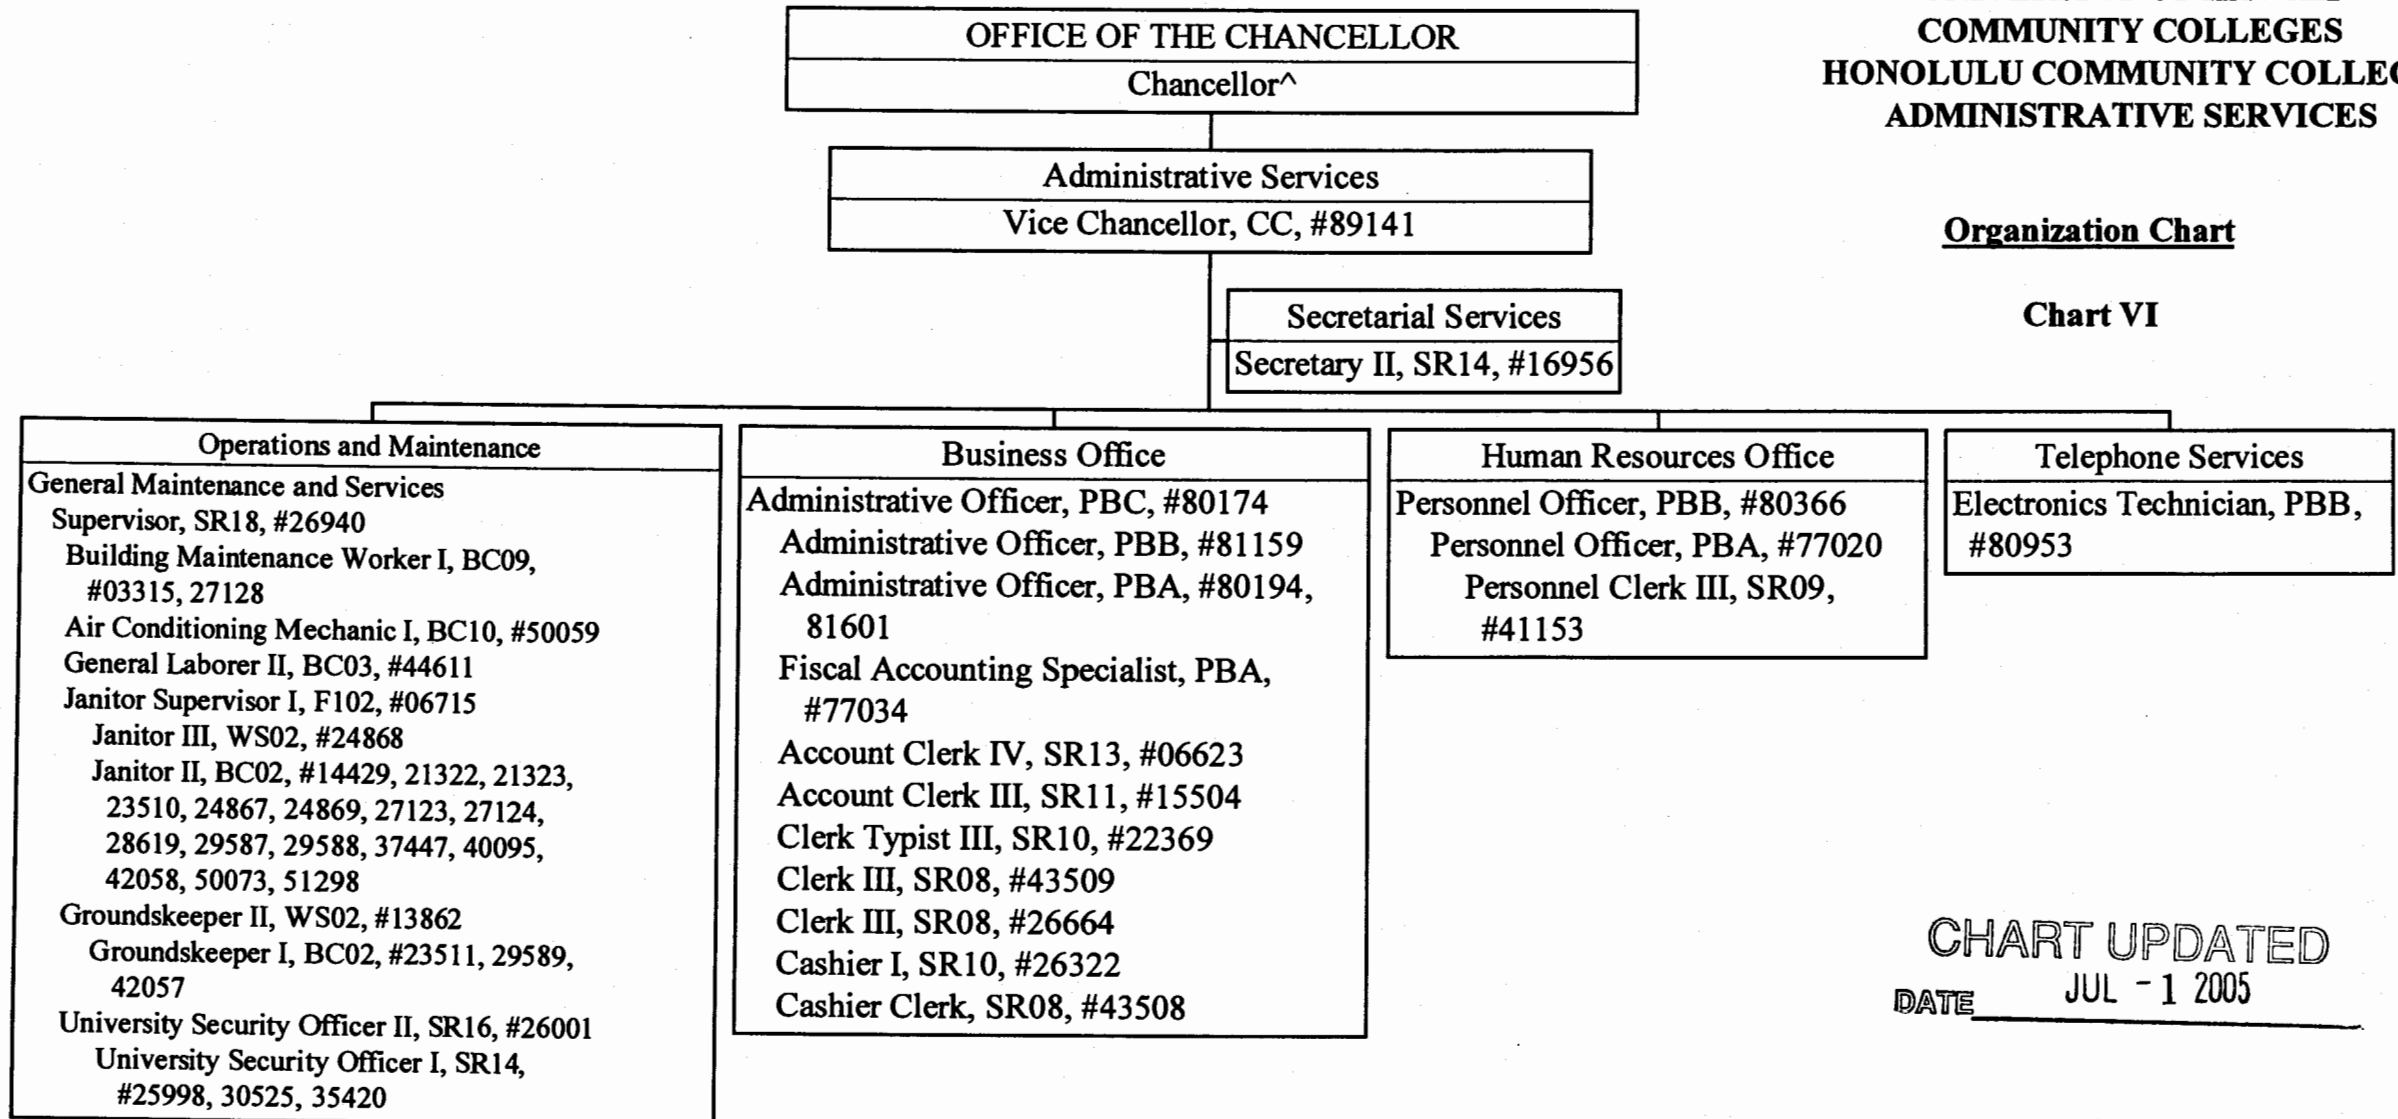 OFFICE OF THE CHANCELLOR
Chancellor^
COMMUNITY COLLEGES
HONOLULU COMMUNITY
ADMINISTRATIVE SERVICES
Organization Chart
Chart VI
Administrative Services
Vice Chancellor, CC, #89141
Secretarial Services
Secretary II, SR14, #16956
Operations and Maintenance
General Maintenance and Services
Supervisor, SR18, #26940
Building Maintenance Worker I, BC09,
#03315, 27128
Air Conditioning Mechanic I, BC10, #50059
General Laborer II, BC03, #44611
Janitor Supervisor I, F102, #06715
Janitor III, WS02, #24868
Janitor II, BC02, #14429, 21322, 21323,
23510, 24867, 24869, 27123, 27124,
28619, 29587, 29588, 37447, 40095,
42058, 50073, 51298
Groundskeeper II, WS02, #13862
Groundskeeper I, BC02, #23511, 29589,
42057
University Security Officer II, SR16, #26001
University Security Officer I, SR14,
#25998, 30525, 35420
Business Office
Administrative Officer, PBC, #80174
Administrative Officer, PBB, #81159
Administrative Officer, PBA, #80194,
81601
Fiscal Accounting Specialist, PBA,
#77034
Account Clerk IV, SR13, #06623
Account Clerk III, SR11, #15504
Clerk Typist III, SR10, #22369
Clerk III, SR08, #43509
Clerk III, SR08, #26664
Cashier I, SR10, #26322
Cashier Clerk, SR08, #43508
Human Resources Office
Personnel Officer, PBB, #80366
Personnel Officer, PBA, #77020
Personnel Clerk III, SR09,
#41153
Telephone Services
Electronics Technician, PBB,
#80953
CHART UPDATED
DATE JUL - 1 2005